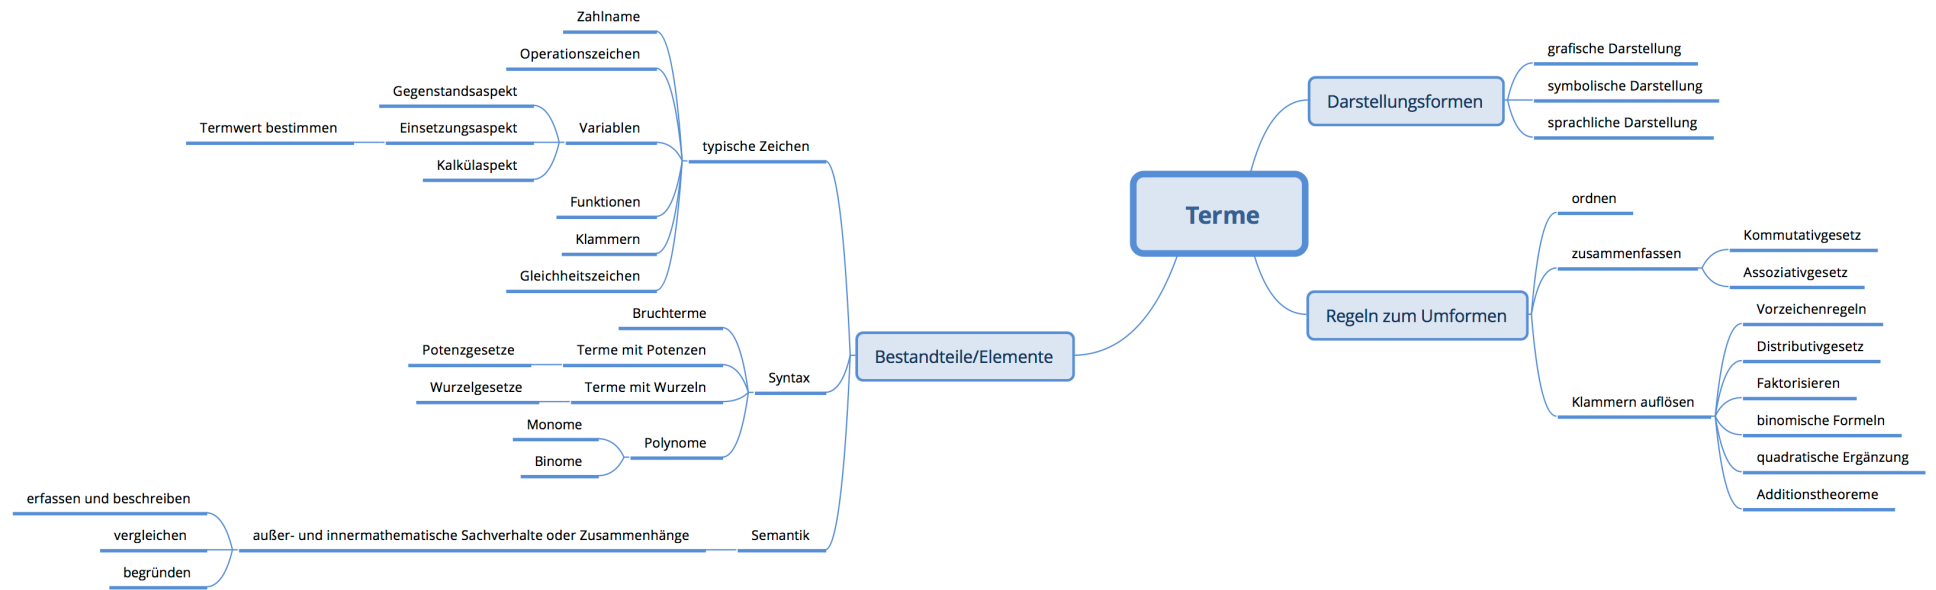 Terme
Darstellungsformen
grafische Darstellung
symbolische Darstellung
sprachliche Darstellung
Regeln zum Umformen
ordnen
zusammenfassen
Kommutativgesetz
Assoziativgesetz
Klammern auflösen
Vorzeichenregeln
Distributivgesetz
Faktorisieren
binomische Formeln
quadratische Ergänzung
Additionstheoreme
Bestandteile/Elemente
typische Zeichen
Zahlname
Operationszeichen
Variablen
Gegenstandsaspekt
Einsetzungsaspekt
Termwert bestimmen
Kalkülaspekt
Funktionen
Klammern
Gleichheitszeichen
Syntax
Bruchterme
Terme mit Potenzen
Potenzgesetze
Terme mit Wurzeln
Wurzelgesetze
Polynome
Monome
Binome
Semantik
außer- und innermathematische Sachverhalte oder Zusammenhänge
erfassen und beschreiben
vergleichen
begründen